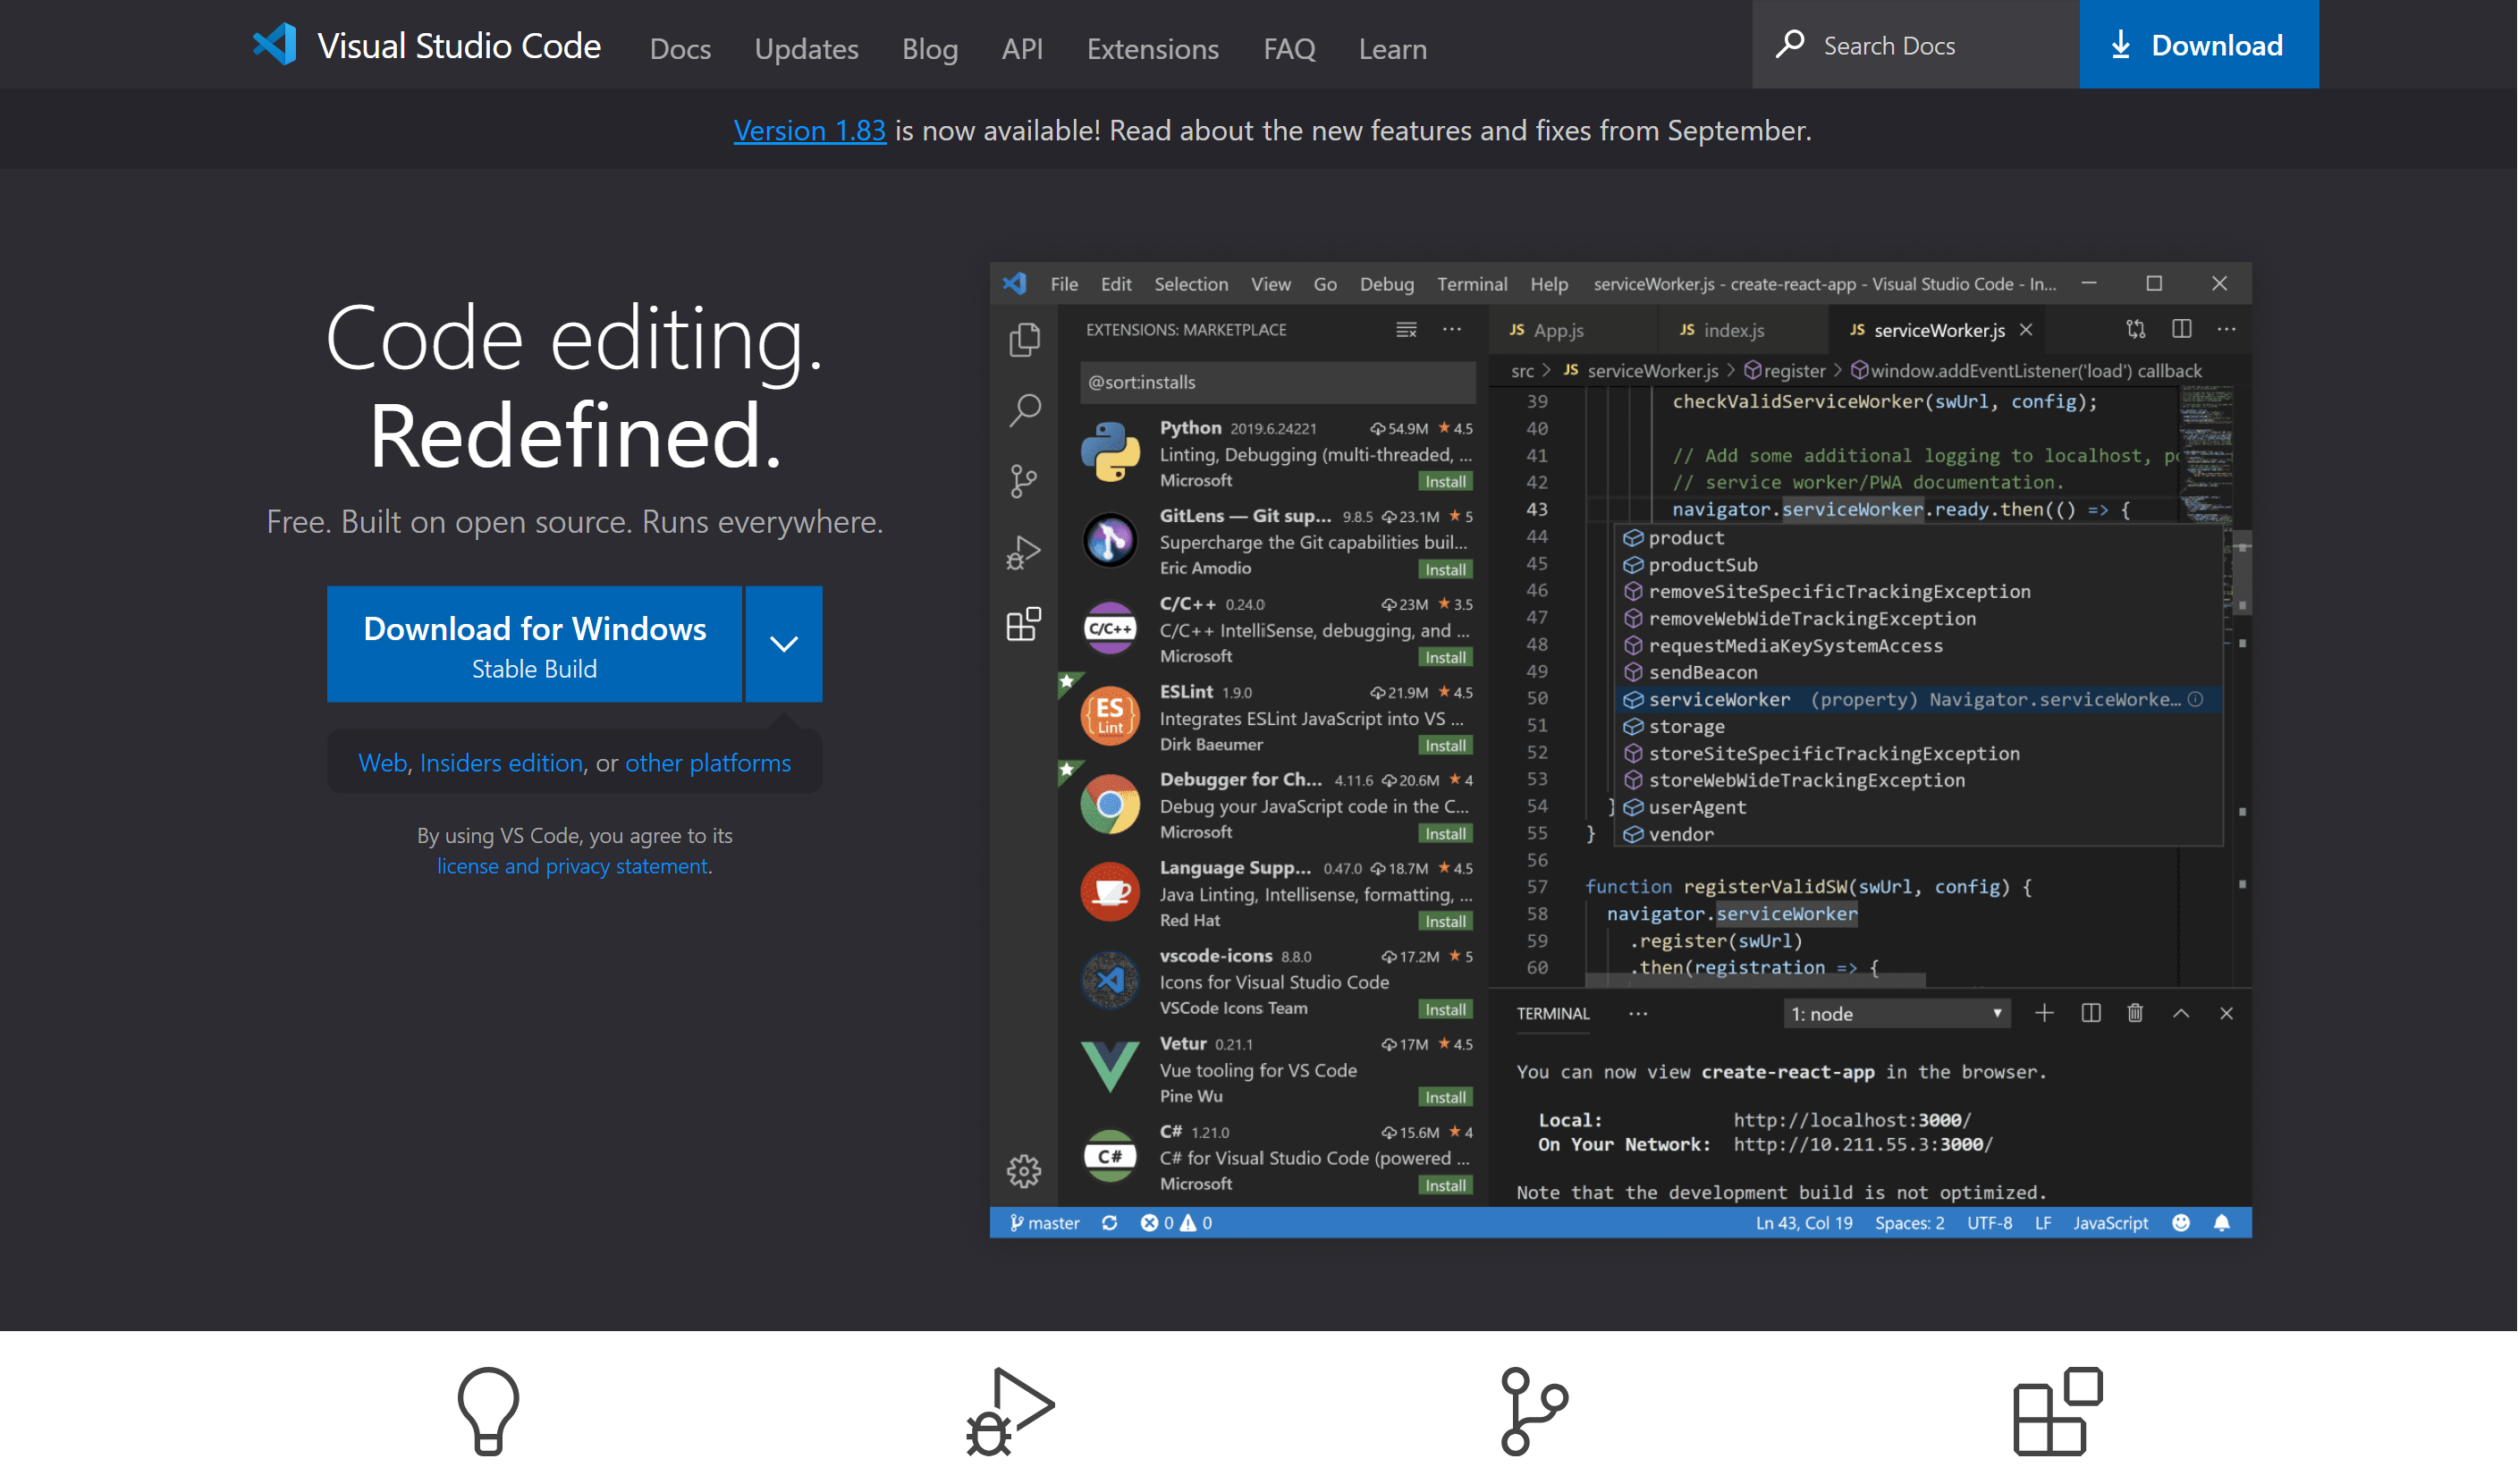 Visual Studio Code
Docs
Updates
Blog
API
Extensions
FAQ
Learn
Search Docs
Download
Version 1.83 is now available! Read about the new features and fixes from September.
Code editing.
Redefined.
Free. Built on open source. Runs everywhere.
Download for Windows
Stable Build
Web, Insiders edition, or other platforms
By using VS Code, you agree to its
license and privacy statement.
File Edit Selection View Go Debug Terminal Help serviceWorker.js - create-react-app - Visual Studio Code - In...
EXTENSIONS: MARKETPLACE
@sort:installs
Python 2019.6.24221 54.9M 4.5
Linting, Debugging (multi-threaded, ...
Microsoft Install
GitLens — Git sup... 9.8.5 23.1M 5
Supercharge the Git capabilities buil...
Eric Amodio Install
C/C++
C/C++ 0.24.0 23M 3.5
C/C++ IntelliSense, debugging, and ...
Microsoft Install
ES
Lint
ESLint 1.9.0 21.9M 4.5
Integrates ESLint JavaScript into VS ...
Dirk Baeumer Install
Debugger for Ch... 4.11.6 20.6M 4
Debug your JavaScript code in the C...
Microsoft Install
Language Supp... 0.47.0 18.7M 4.5
Java Linting, Intellisense, formatting, ...
Red Hat Install
vscode-icons 8.8.0 17.2M 5
Icons for Visual Studio Code
VSCode Icons Team Install
Vetur 0.21.1 17M 4.5
Vue tooling for VS Code
Pine Wu Install
C#
C# 1.21.0 15.6M 4
C# for Visual Studio Code (powered ...
Microsoft Install
JS App.js
JS index.js
JS serviceWorker.js
src > JS serviceWorker.js > register > window.addEventListener('load') callback
39 checkValidServiceWorker(swUrl, config);
40
41 // Add some additional logging to localhost,
42 // service worker/PWA documentation.
43 navigator.serviceWorker.ready.then(() => {
44 product
45 productSub
46 removeSiteSpecificTrackingException
47 removeWebWideTrackingException
48 requestMediaKeySystemAccess
49 sendBeacon
50 serviceWorker (property) Navigator.serviceWorke...
51 storage
52 storeSiteSpecificTrackingException
53 storeWebWideTrackingException
54 } userAgent
55 } vendor
56
57 function registerValidSW(swUrl, config) {
58 navigator.serviceWorker
59 .register(swUrl)
60 .then(registration => {
TERMINAL ... 1: node
You can now view create-react-app in the browser.
Local: http://localhost:3000/
On Your Network: http://10.211.55.3:3000/
Note that the development build is not optimized.
master 0 0 Ln 43, Col 19 Spaces: 2 UTF-8 LF JavaScript